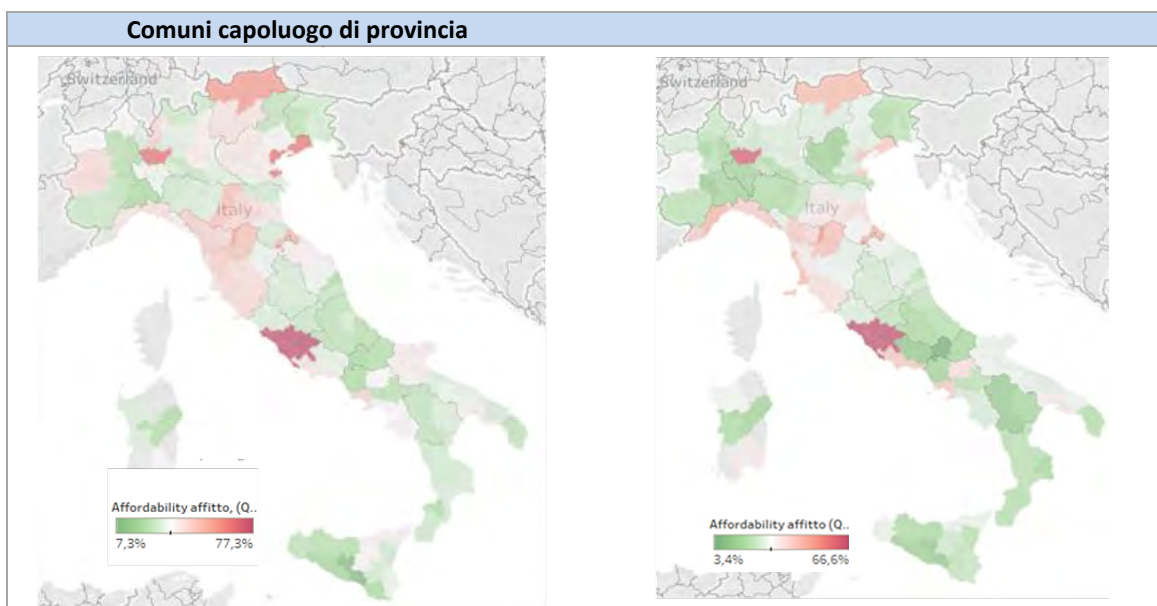 Comuni capoluogo di provincia
Switzerland
Italy
Affordability affitto, (Q..
7,3% 77,3%
Switzerland
Italy
Affordability affitto (Q..
3,4% 66,6%